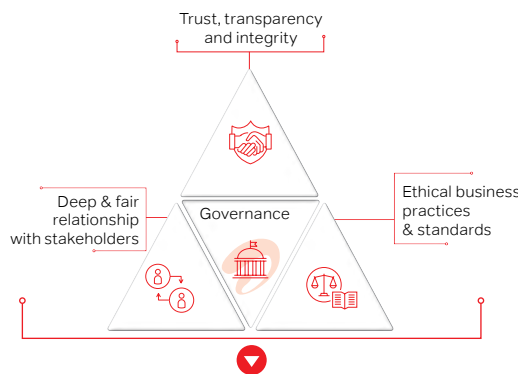 Trust, transparency
and integrity
Deep & fair
relationship
with stakeholders
Governance
Ethical business
practices
& standards